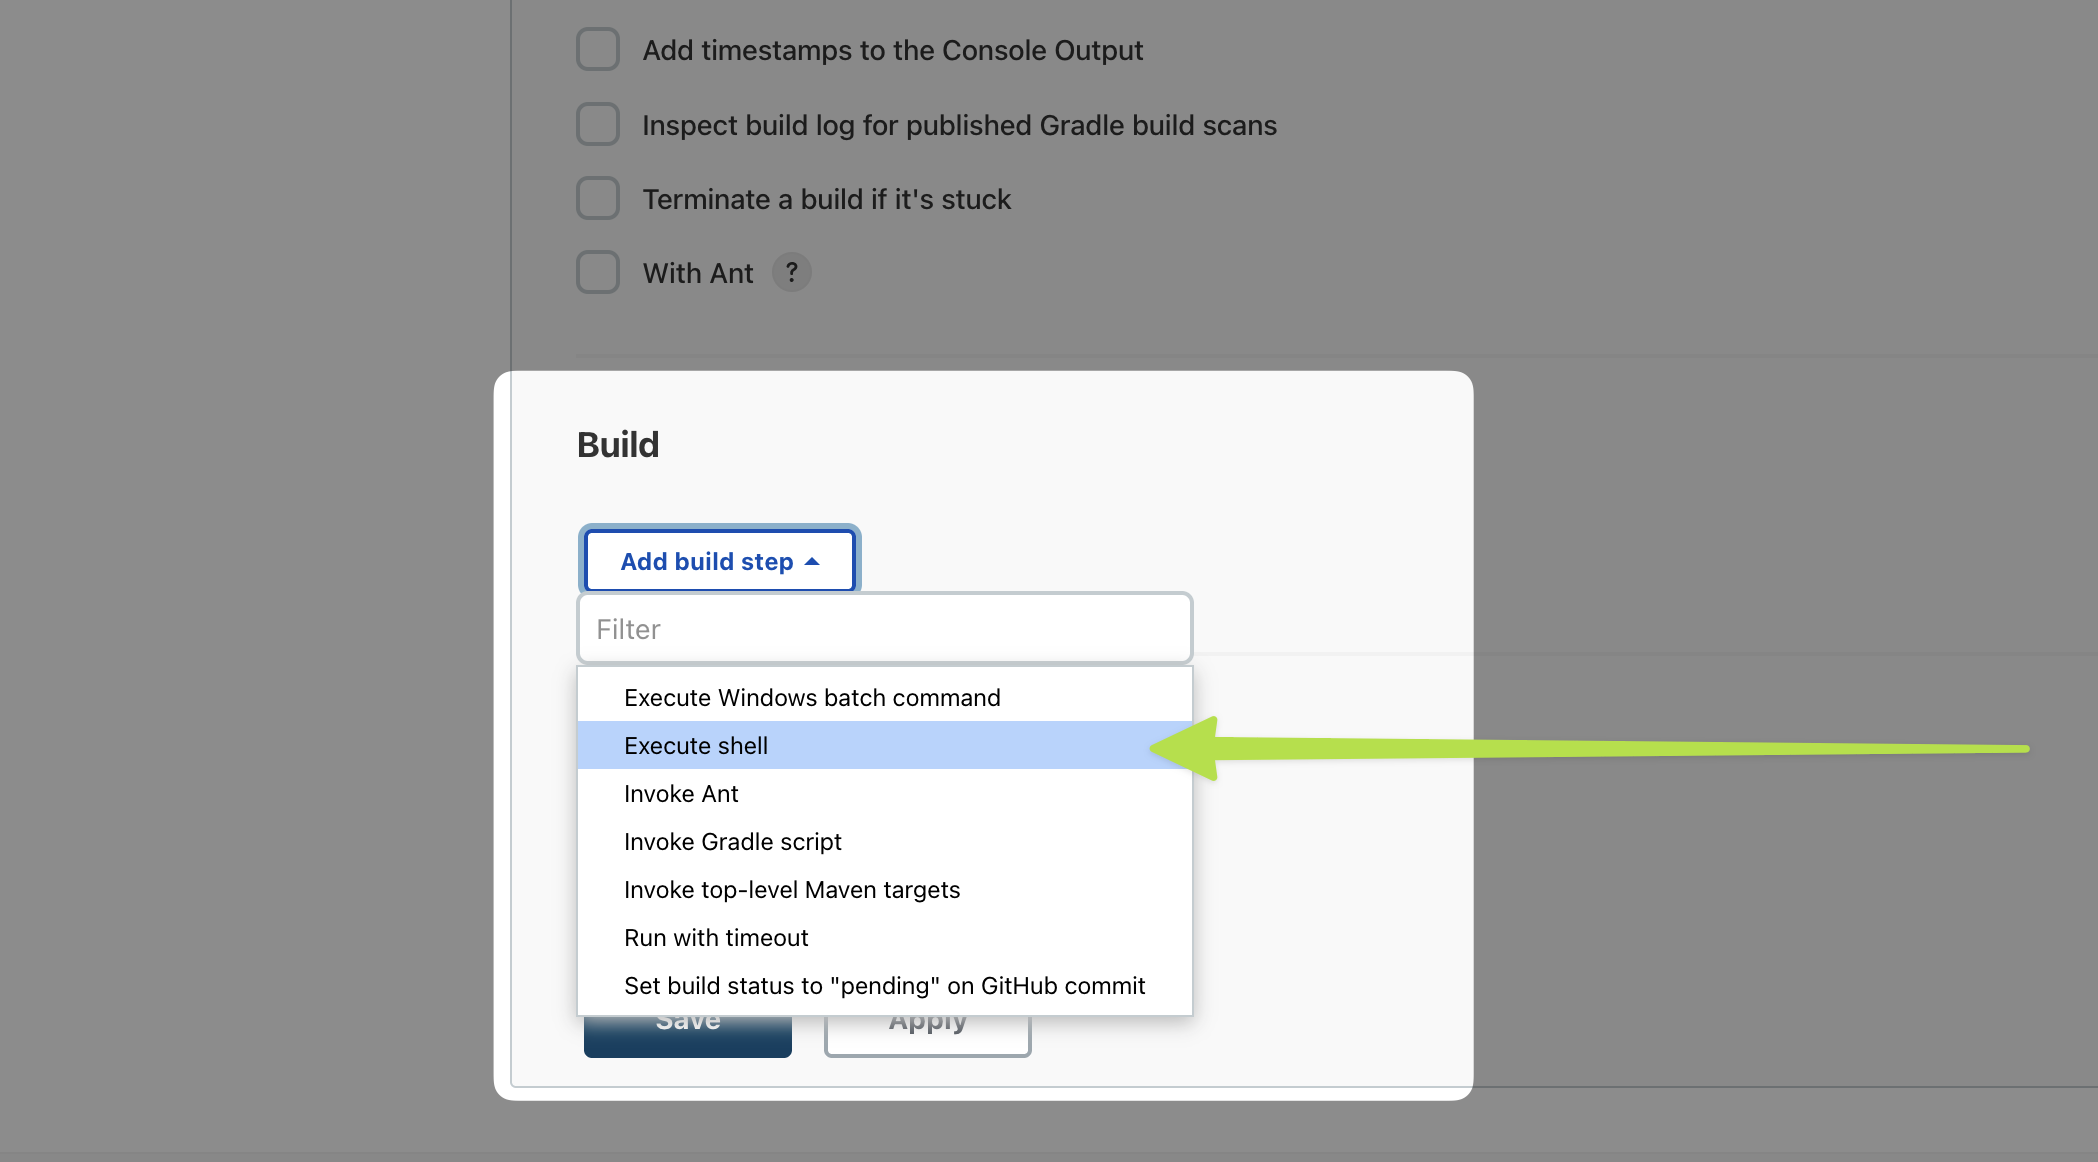 Add timestamps to the Console Output
Inspect build log for published Gradle build scans
Terminate a build if it's stuck
With Ant ?
Build
Add build step
Filter
Execute Windows batch command
Execute shell
Invoke Ant
Invoke Gradle script
Invoke top-level Maven targets
Run with timeout
Set build status to "pending" on GitHub commit
Save Apply